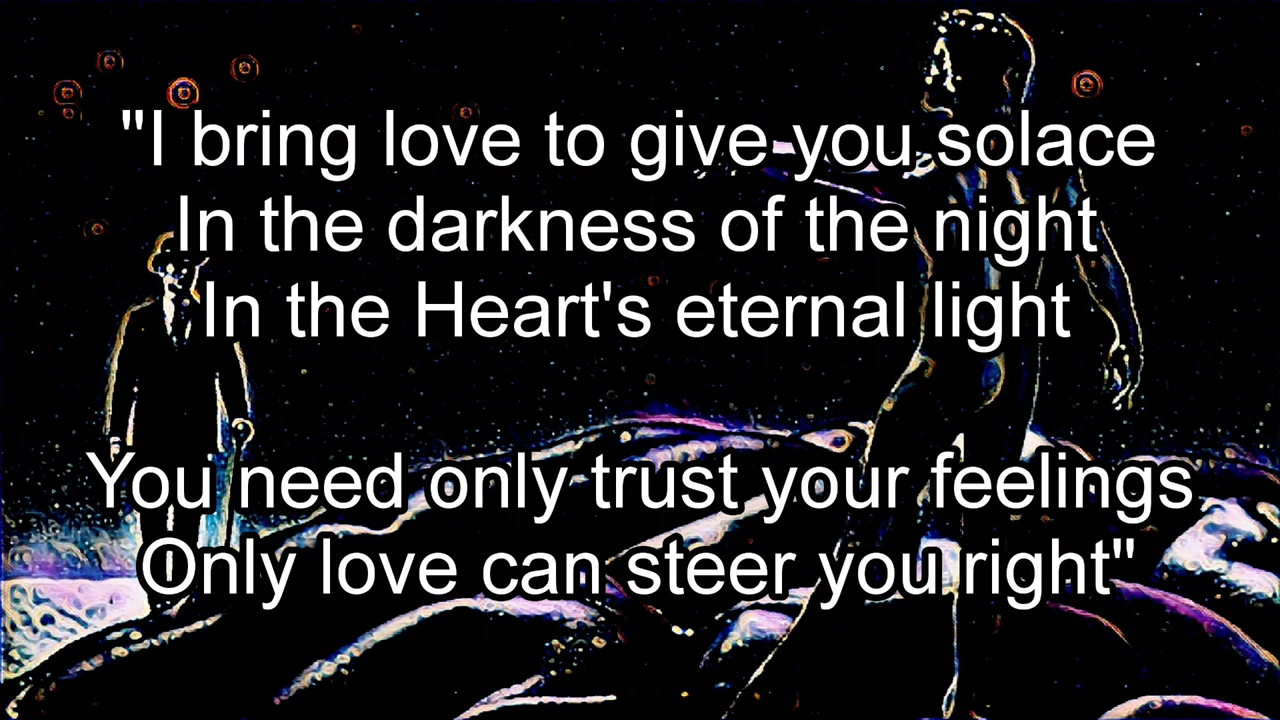 "I bring love to give you solace
In the darkness of the night
In the Heart's eternal light
You need only trust your feelings
Only love can steer you right"